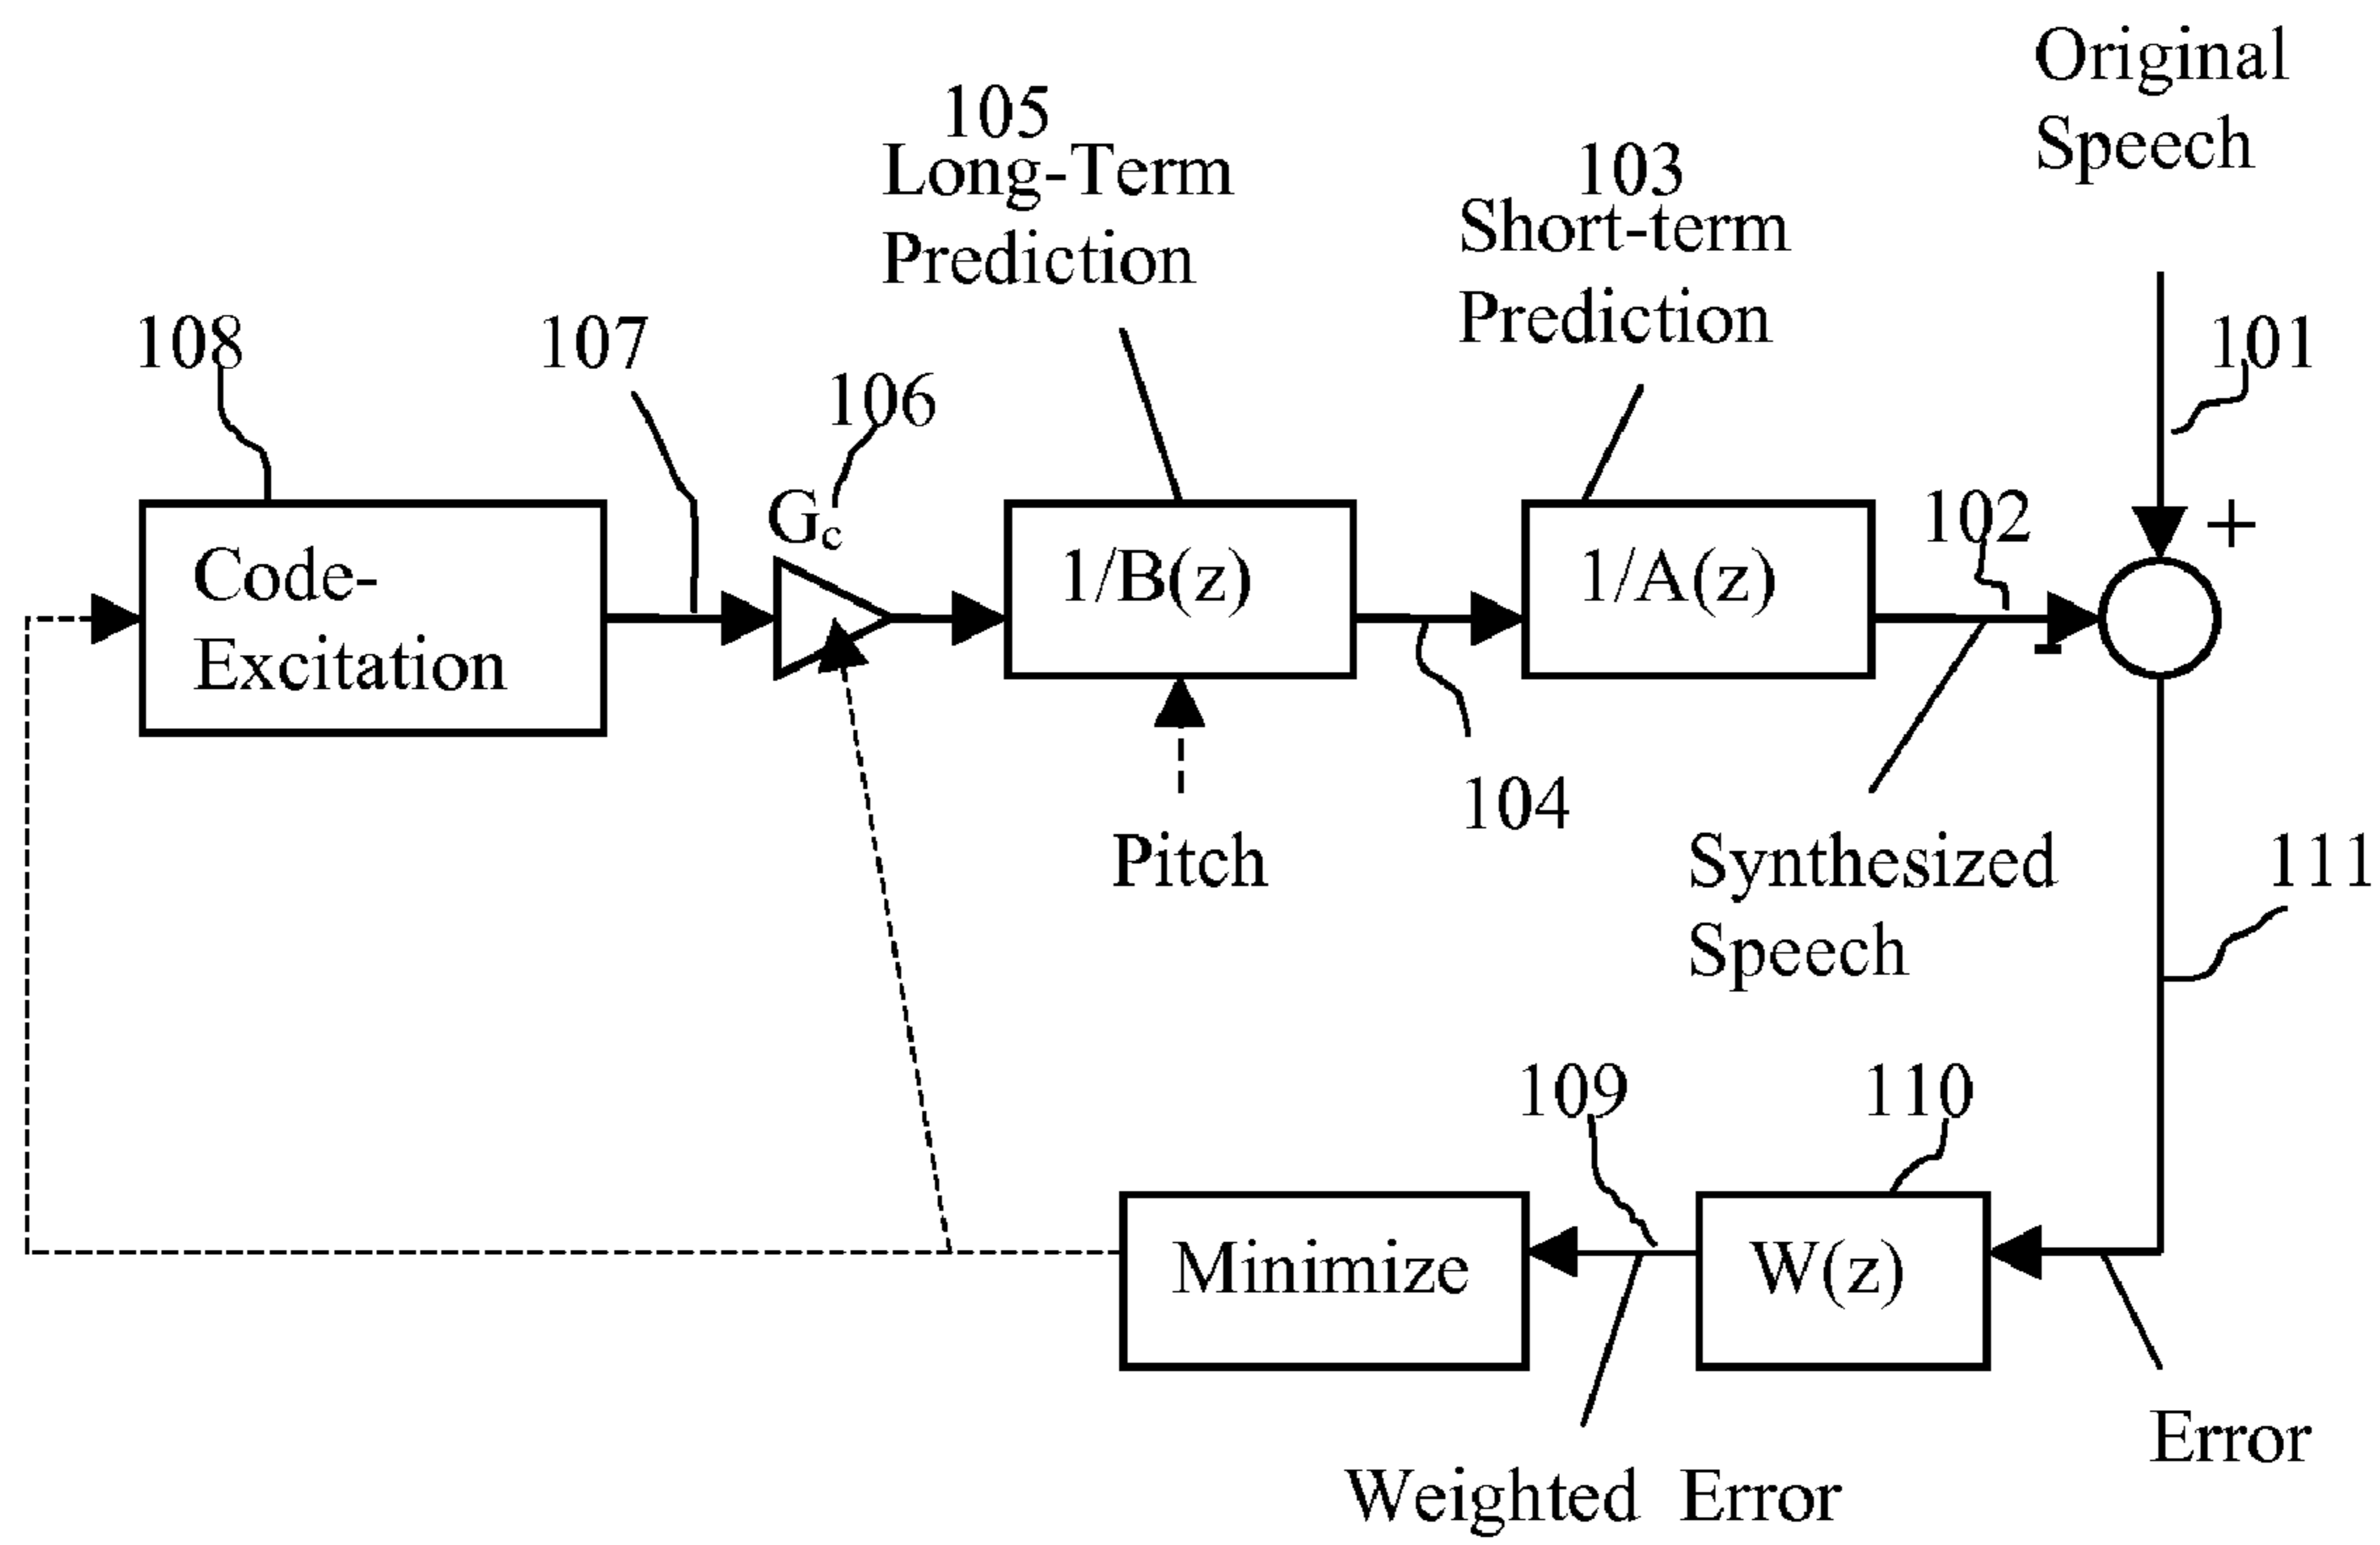 Original
Speech
105
Long-Term
Prediction
103
Short-term
Prediction
108
107
106
101
Gc
102
+
Code-
Excitation
1/B(z)
1/A(z)
-
Pitch
104
Synthesized
Speech
111
109
110
Minimize
W(z)
Error
Weighted Error